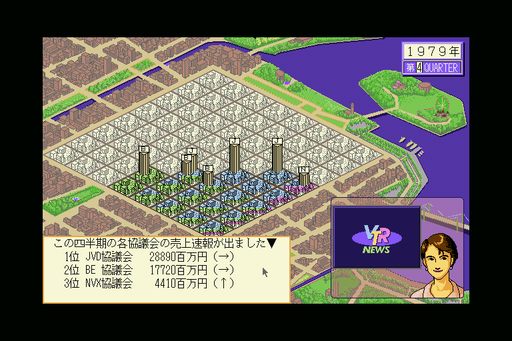 1979年
第4QUARTER
VTR
NEWS
この四半期の各協議会の売上速報が出ました▼
1位 JVD協議会 28890百万円(→)
2位 BE 協議会 17720百万円(→)
3位 NVX協議会 4410百万円(↑)